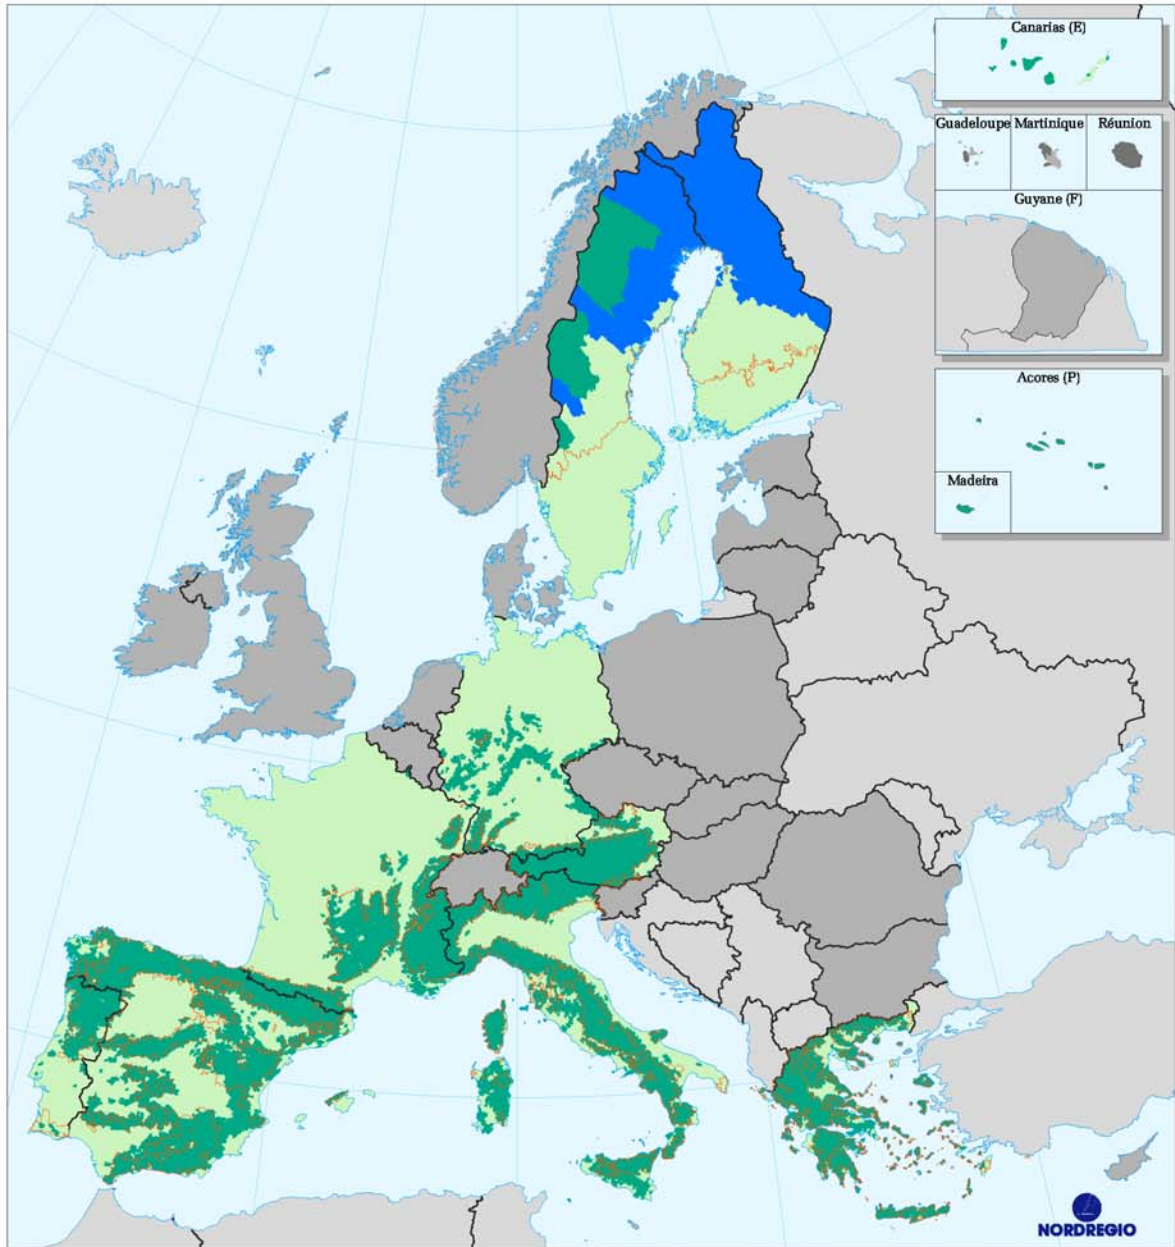 Canarias (E)
Guadeloupe
Martinique
Réunion
Guyane (F)
Acores (P)
Madeira
NORDREGIO